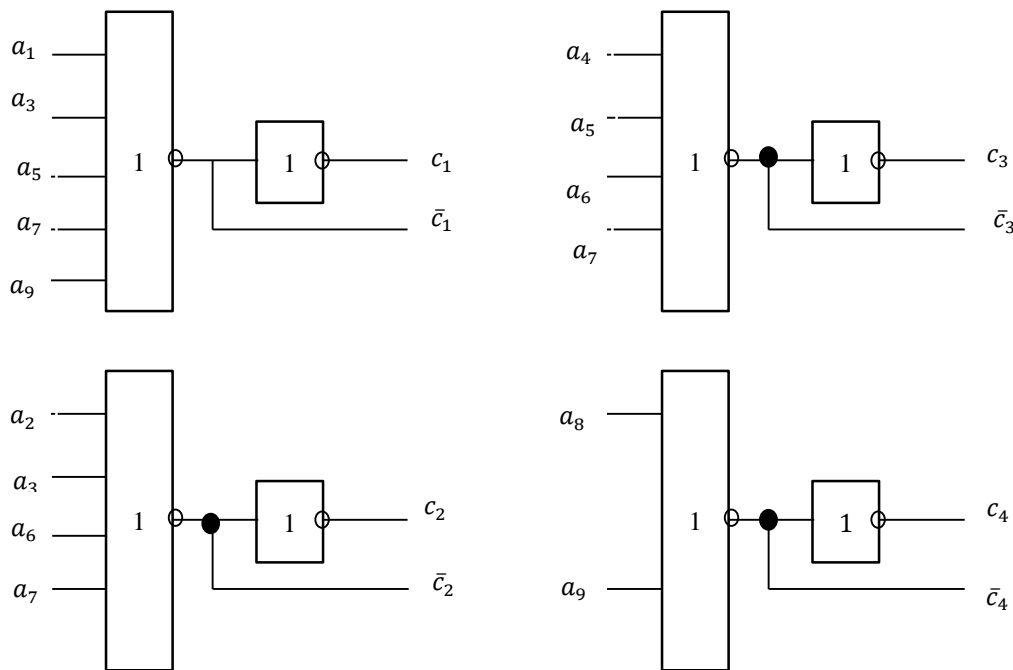 a₁
a₃
a₅
a₇
a₉
1
1
c₁
c̄₁
a₄
a₅
a₆
a₇
1
1
c₃
c̄₃
a₂
a₃
a₆
a₇
1
1
c₂
c̄₂
a₈
a₉
1
1
c₄
c̄₄